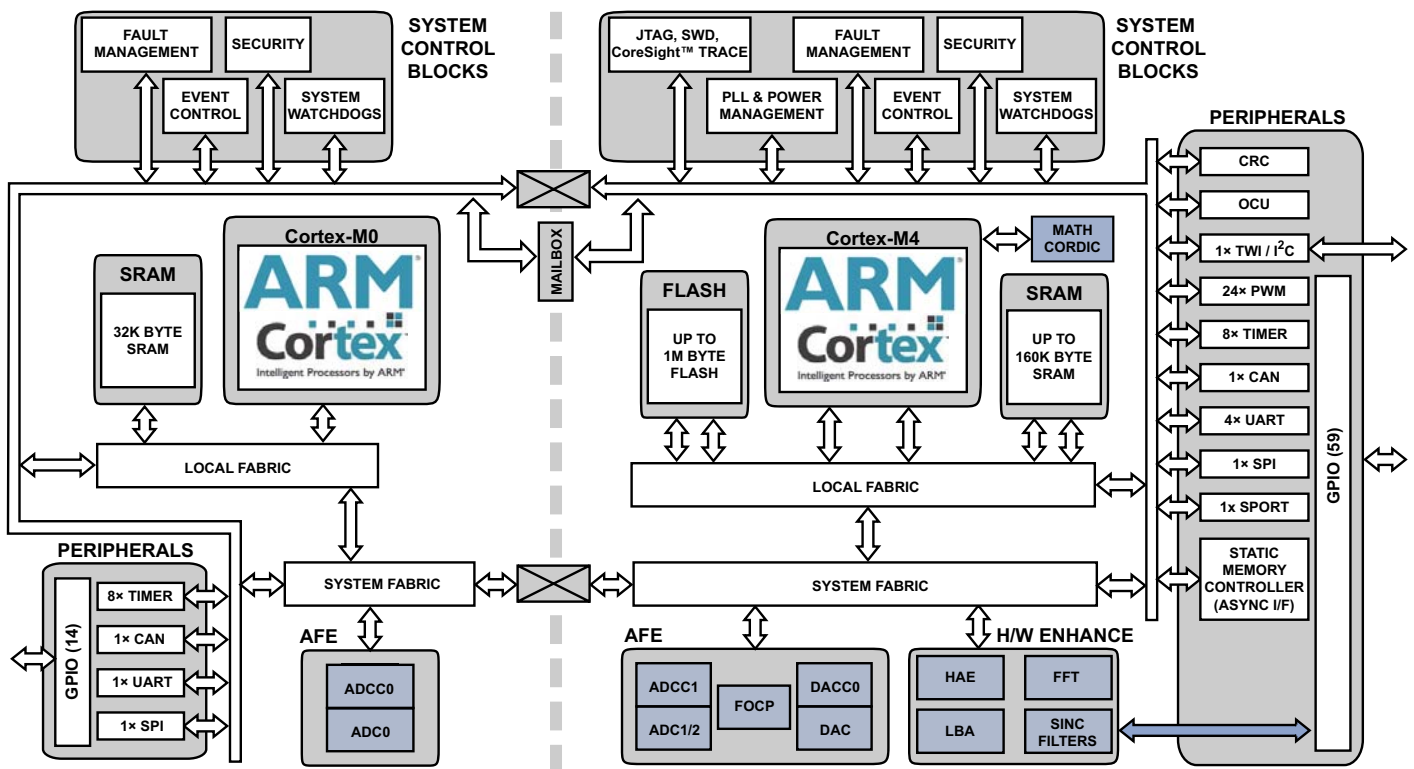 FAULT
MANAGEMENT
SECURITY
EVENT
CONTROL
SYSTEM
WATCHDOGS
SYSTEM
CONTROL
BLOCKS
JTAG, SWD,
CoreSight™ TRACE
FAULT
MANAGEMENT
SECURITY
PLL & POWER
MANAGEMENT
EVENT
CONTROL
SYSTEM
WATCHDOGS
SYSTEM
CONTROL
BLOCKS
MAILBOX
SRAM
32K BYTE
SRAM
Cortex-M0
ARM®
Cortex
Intelligent Processors by ARM®
LOCAL FABRIC
SYSTEM FABRIC
PERIPHERALS
GPIO (14)
8× TIMER
1× CAN
1× UART
1× SPI
AFE
ADCC0
ADC0
FLASH
UP TO
1M BYTE
FLASH
Cortex-M4
ARM®
Cortex
Intelligent Processors by ARM®
MATH
CORDIC
SRAM
UP TO
160K BYTE
SRAM
LOCAL FABRIC
SYSTEM FABRIC
AFE
ADCC1
ADC1/2
FOCP
DACC0
DAC
H/W ENHANCE
HAE
FFT
LBA
SINC
FILTERS
PERIPHERALS
CRC
OCU
1× TWI / I²C
24× PWM
8× TIMER
1× CAN
4× UART
1× SPI
1x SPORT
STATIC
MEMORY
CONTROLLER
(ASYNC I/F)
GPIO (59)